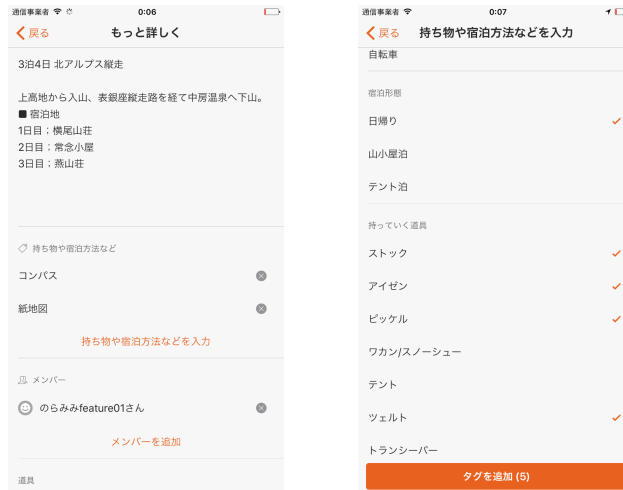 通信事業者
0:06
戻る
もっと詳しく
3泊4日 北アルプス縦走
上高地から入山、表銀座縦走路を経て中房温泉へ下山。
■ 宿泊地
1日目：横尾山荘
2日目：常念小屋
3日目：燕山荘
持ち物や宿泊方法など
コンパス
紙地図
持ち物や宿泊方法などを入力
メンバー
のらみみfeature01さん
メンバーを追加
道具
通信事業者
0:07
戻る
持ち物や宿泊方法などを入力
自転車
宿泊形態
日帰り
山小屋泊
テント泊
持っていく道具
ストック
アイゼン
ピッケル
ワカン/スノーシュー
テント
ツェルト
トランシーバー
タグを追加 (5)